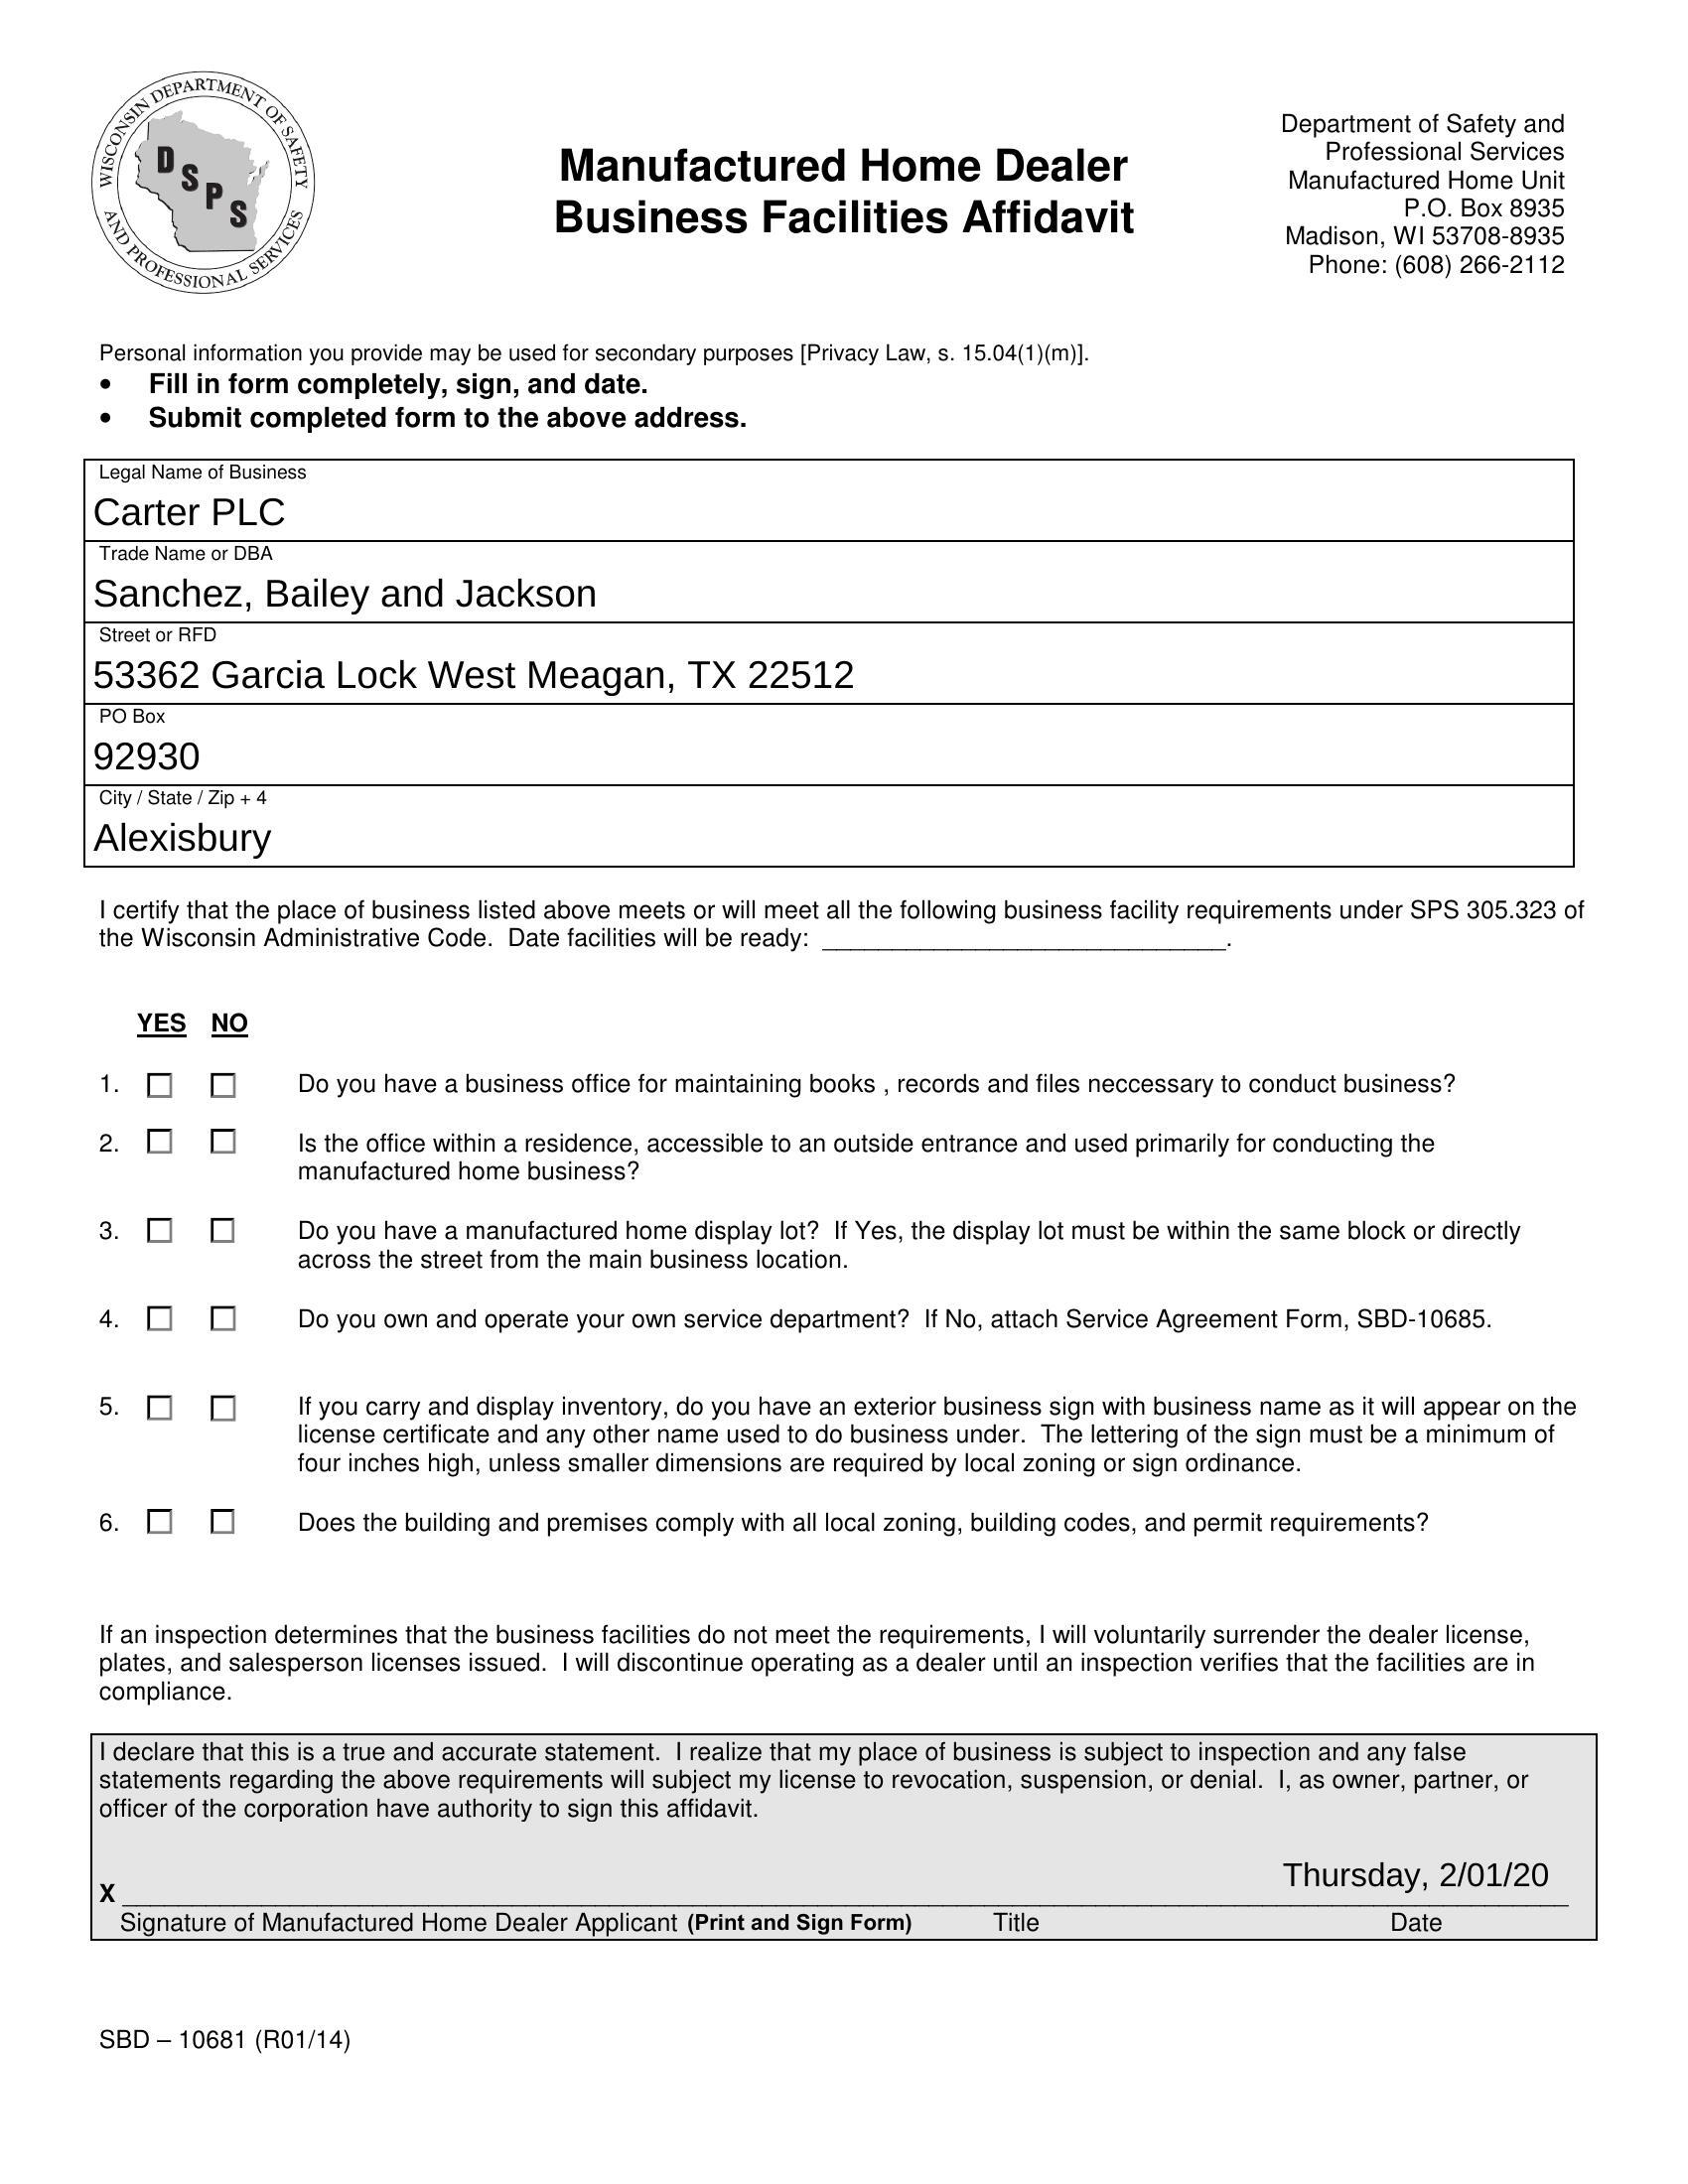 WISCONSIN DEPARTMENT OF SAFETY
AND PROFESSIONAL SERVICES
D
S
P
S
Manufactured Home Dealer
Business Facilities Affidavit
Department of Safety and
Professional Services
Manufactured Home Unit
P.O. Box 8935
Madison, WI 53708-8935
Phone: (608) 266-2112
Personal information you provide may be used for secondary purposes [Privacy Law, s. 15.04(1)(m)].
• Fill in form completely, sign, and date.
• Submit completed form to the above address.
Legal Name of Business
Carter PLC
Trade Name or DBA
Sanchez, Bailey and Jackson
Street or RFD
53362 Garcia Lock West Meagan, TX 22512
PO Box
92930
City / State / Zip + 4
Alexisbury
I certify that the place of business listed above meets or will meet all the following business facility requirements under SPS 305.323 of
the Wisconsin Administrative Code. Date facilities will be ready: ______________________________.
YES NO
1. Do you have a business office for maintaining books , records and files neccessary to conduct business?
2. Is the office within a residence, accessible to an outside entrance and used primarily for conducting the
manufactured home business?
3. Do you have a manufactured home display lot? If Yes, the display lot must be within the same block or directly
across the street from the main business location.
4. Do you own and operate your own service department? If No, attach Service Agreement Form, SBD-10685.
5. If you carry and display inventory, do you have an exterior business sign with business name as it will appear on the
license certificate and any other name used to do business under. The lettering of the sign must be a minimum of
four inches high, unless smaller dimensions are required by local zoning or sign ordinance.
6. Does the building and premises comply with all local zoning, building codes, and permit requirements?
If an inspection determines that the business facilities do not meet the requirements, I will voluntarily surrender the dealer license,
plates, and salesperson licenses issued. I will discontinue operating as a dealer until an inspection verifies that the facilities are in
compliance.
I declare that this is a true and accurate statement. I realize that my place of business is subject to inspection and any false
statements regarding the above requirements will subject my license to revocation, suspension, or denial. I, as owner, partner, or
officer of the corporation have authority to sign this affidavit.
Thursday, 2/01/20
X
Signature of Manufactured Home Dealer Applicant (Print and Sign Form) Title Date
SBD – 10681 (R01/14)